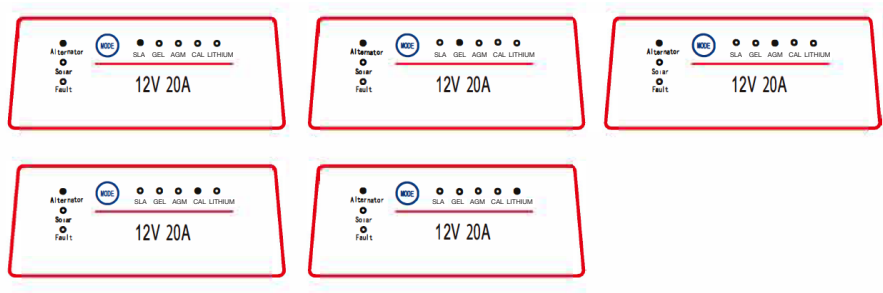 Alternator
Solar
Fault
MODE
SLA GEL AGM CAL LITHIUM
12V 20A
Alternator
Solar
Fault
MODE
SLA GEL AGM CAL LITHIUM
12V 20A
Alternator
Solar
Fault
MODE
SLA GEL AGM CAL LITHIUM
12V 20A
Alternator
Solar
Fault
MODE
SLA GEL AGM CAL LITHIUM
12V 20A
Alternator
Solar
Fault
MODE
SLA GEL AGM CAL LITHIUM
12V 20A